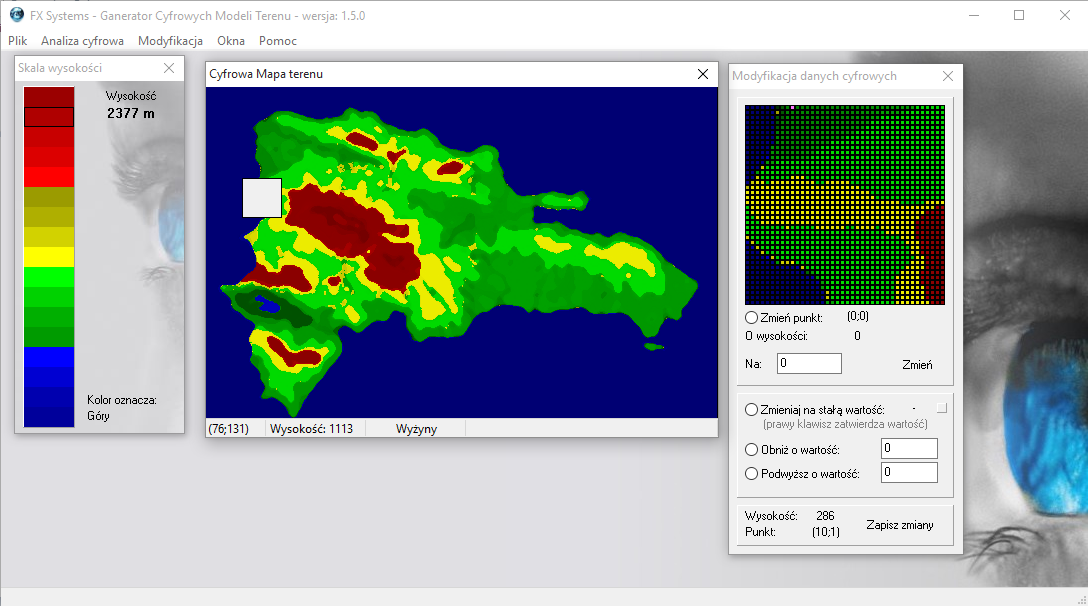 FX Systems - Ganerator Cyfrowych Modeli Terenu - wersja: 1.5.0
Plik Analiza cyfrowa Modyfikacja Okna Pomoc
Skala wysokości
Wysokość
2377 m
Kolor oznacza:
Góry
Cyfrowa Mapa terenu
(76;131) Wysokość: 1113 Wyżyny
Modyfikacja danych cyfrowych
Zmień punkt: (0;0)
O wysokości: 0
Na: 0 Zmień
Zmieniaj na stałą wartość: -
(prawy klawisz zatwierdza wartość)
Obniż o wartość: 0
Podwyższ o wartość: 0
Wysokość: 286
Punkt: (10;1)
Zapisz zmiany